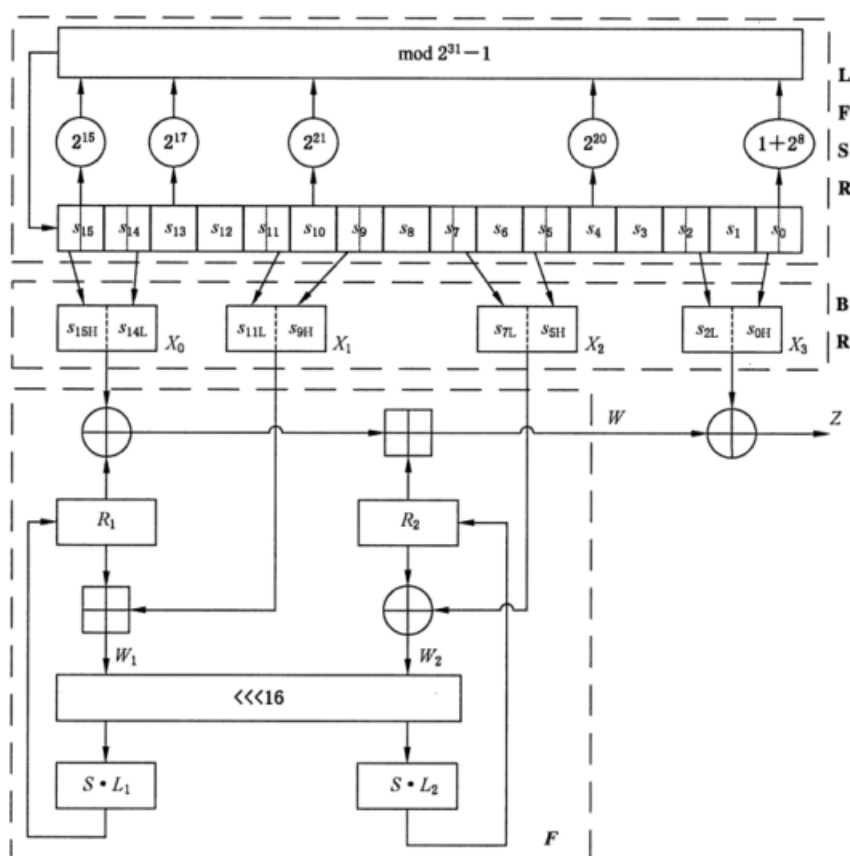 mod 2³¹−1
L
F
S
R
2¹⁵ 2¹⁷ 2²¹ 2²⁰ 1+2⁸
s₁₅ s₁₄ s₁₃ s₁₂ s₁₁ s₁₀ s₉ s₈ s₇ s₆ s₅ s₄ s₃ s₂ s₁ s₀
B
R
s₁₅H s₁₄L X₀ s₁₁L s₉H X₁ s₇L s₅H X₂ s₂L s₀H X₃
W Z
R₁ R₂
W₁ W₂
<<<16
S • L₁ S • L₂
F